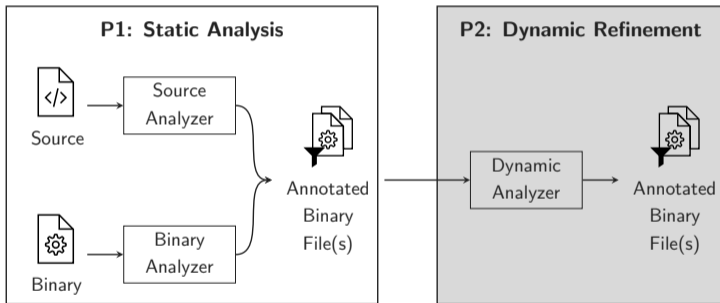 P1: Static Analysis
P2: Dynamic Refinement
</>
Source
Source
Analyzer
Binary
Binary
Analyzer
Annotated
Binary
File(s)
Dynamic
Analyzer
Annotated
Binary
File(s)